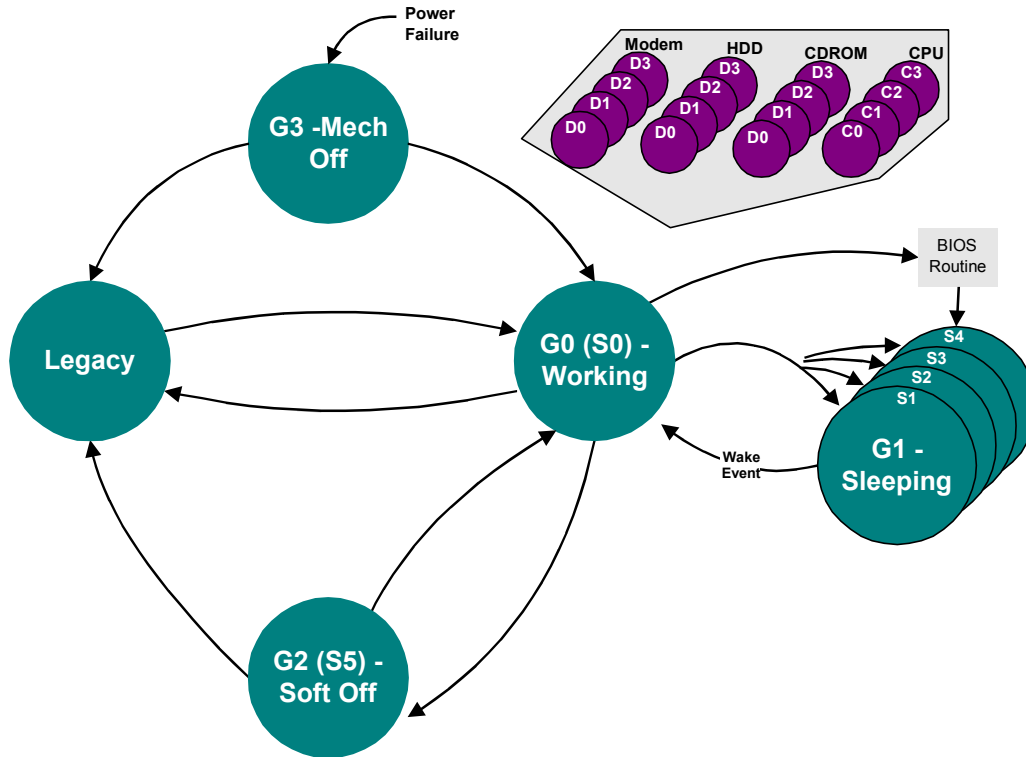 Power
Failure
G3 -Mech
Off
Modem
HDD
CDROM
CPU
D3
D2
D1
D0
D3
D2
D1
D0
D3
D2
D1
D0
C3
C2
C1
C0
BIOS
Routine
Legacy
G0 (S0) -
Working
S4
S3
S2
S1
G1 -
Sleeping
Wake
Event
G2 (S5) -
Soft Off